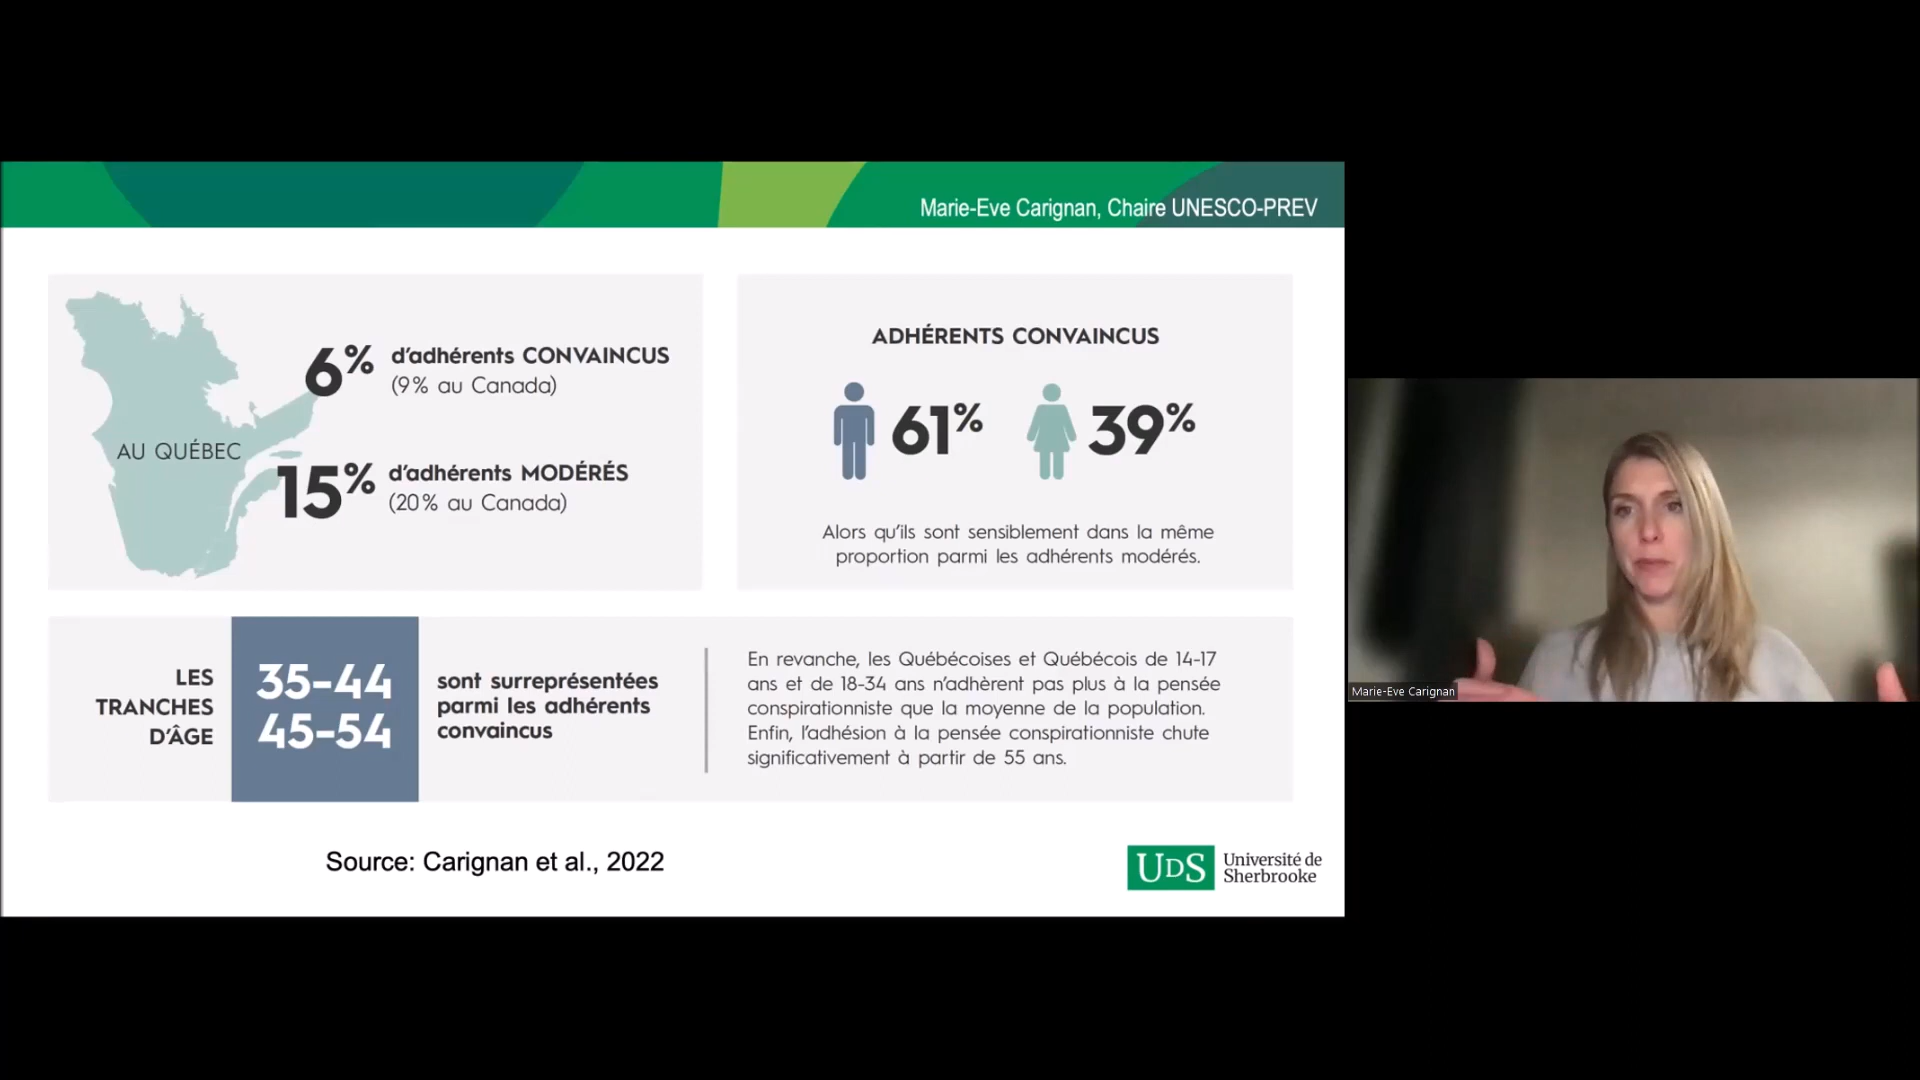 Marie-Eve Carignan, Chaire UNESCO-PREV
AU QUÉBEC
6% d'adhérents CONVAINCUS
(9% au Canada)
15% d'adhérents MODÉRÉS
(20% au Canada)
ADHÉRENTS CONVAINCUS
61% 39%
Alors qu'ils sont sensiblement dans la même
proportion parmi les adhérents modérés.
LES
TRANCHES
D'ÂGE
35-44
45-54
sont surreprésentées
parmi les adhérents
convaincus
En revanche, les Québécoises et Québécois de 14-17
ans et de 18-34 ans n'adhèrent pas plus à la pensée
conspirationniste que la moyenne de la population.
Enfin, l'adhésion à la pensée conspirationniste chute
significativement à partir de 55 ans.
Source: Carignan et al., 2022
UDS Université de
Sherbrooke
Marie-Eve Carignan